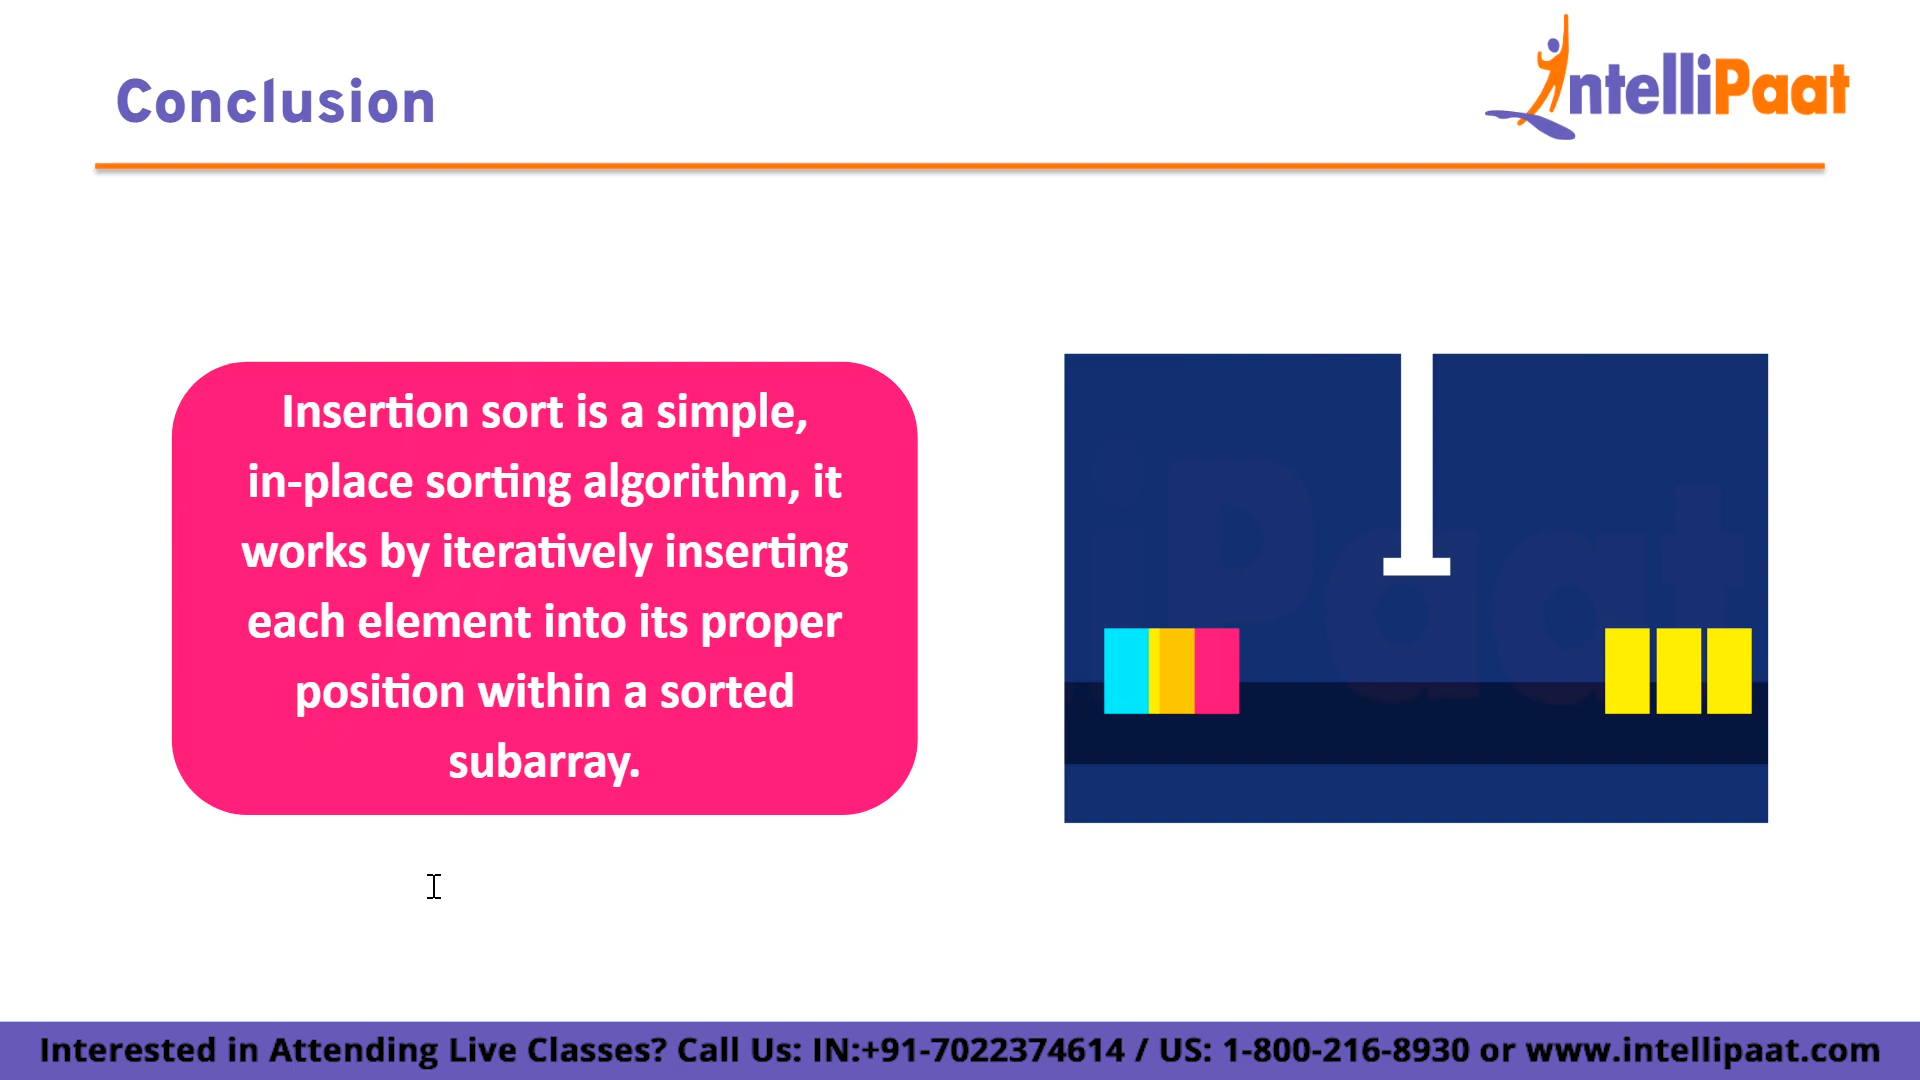 Conclusion
IntelliPaat
Insertion sort is a simple,
in-place sorting algorithm, it
works by iteratively inserting
each element into its proper
position within a sorted
subarray.
Interested in Attending Live Classes? Call Us: IN:+91-7022374614 / US: 1-800-216-8930 or www.intellipaat.com